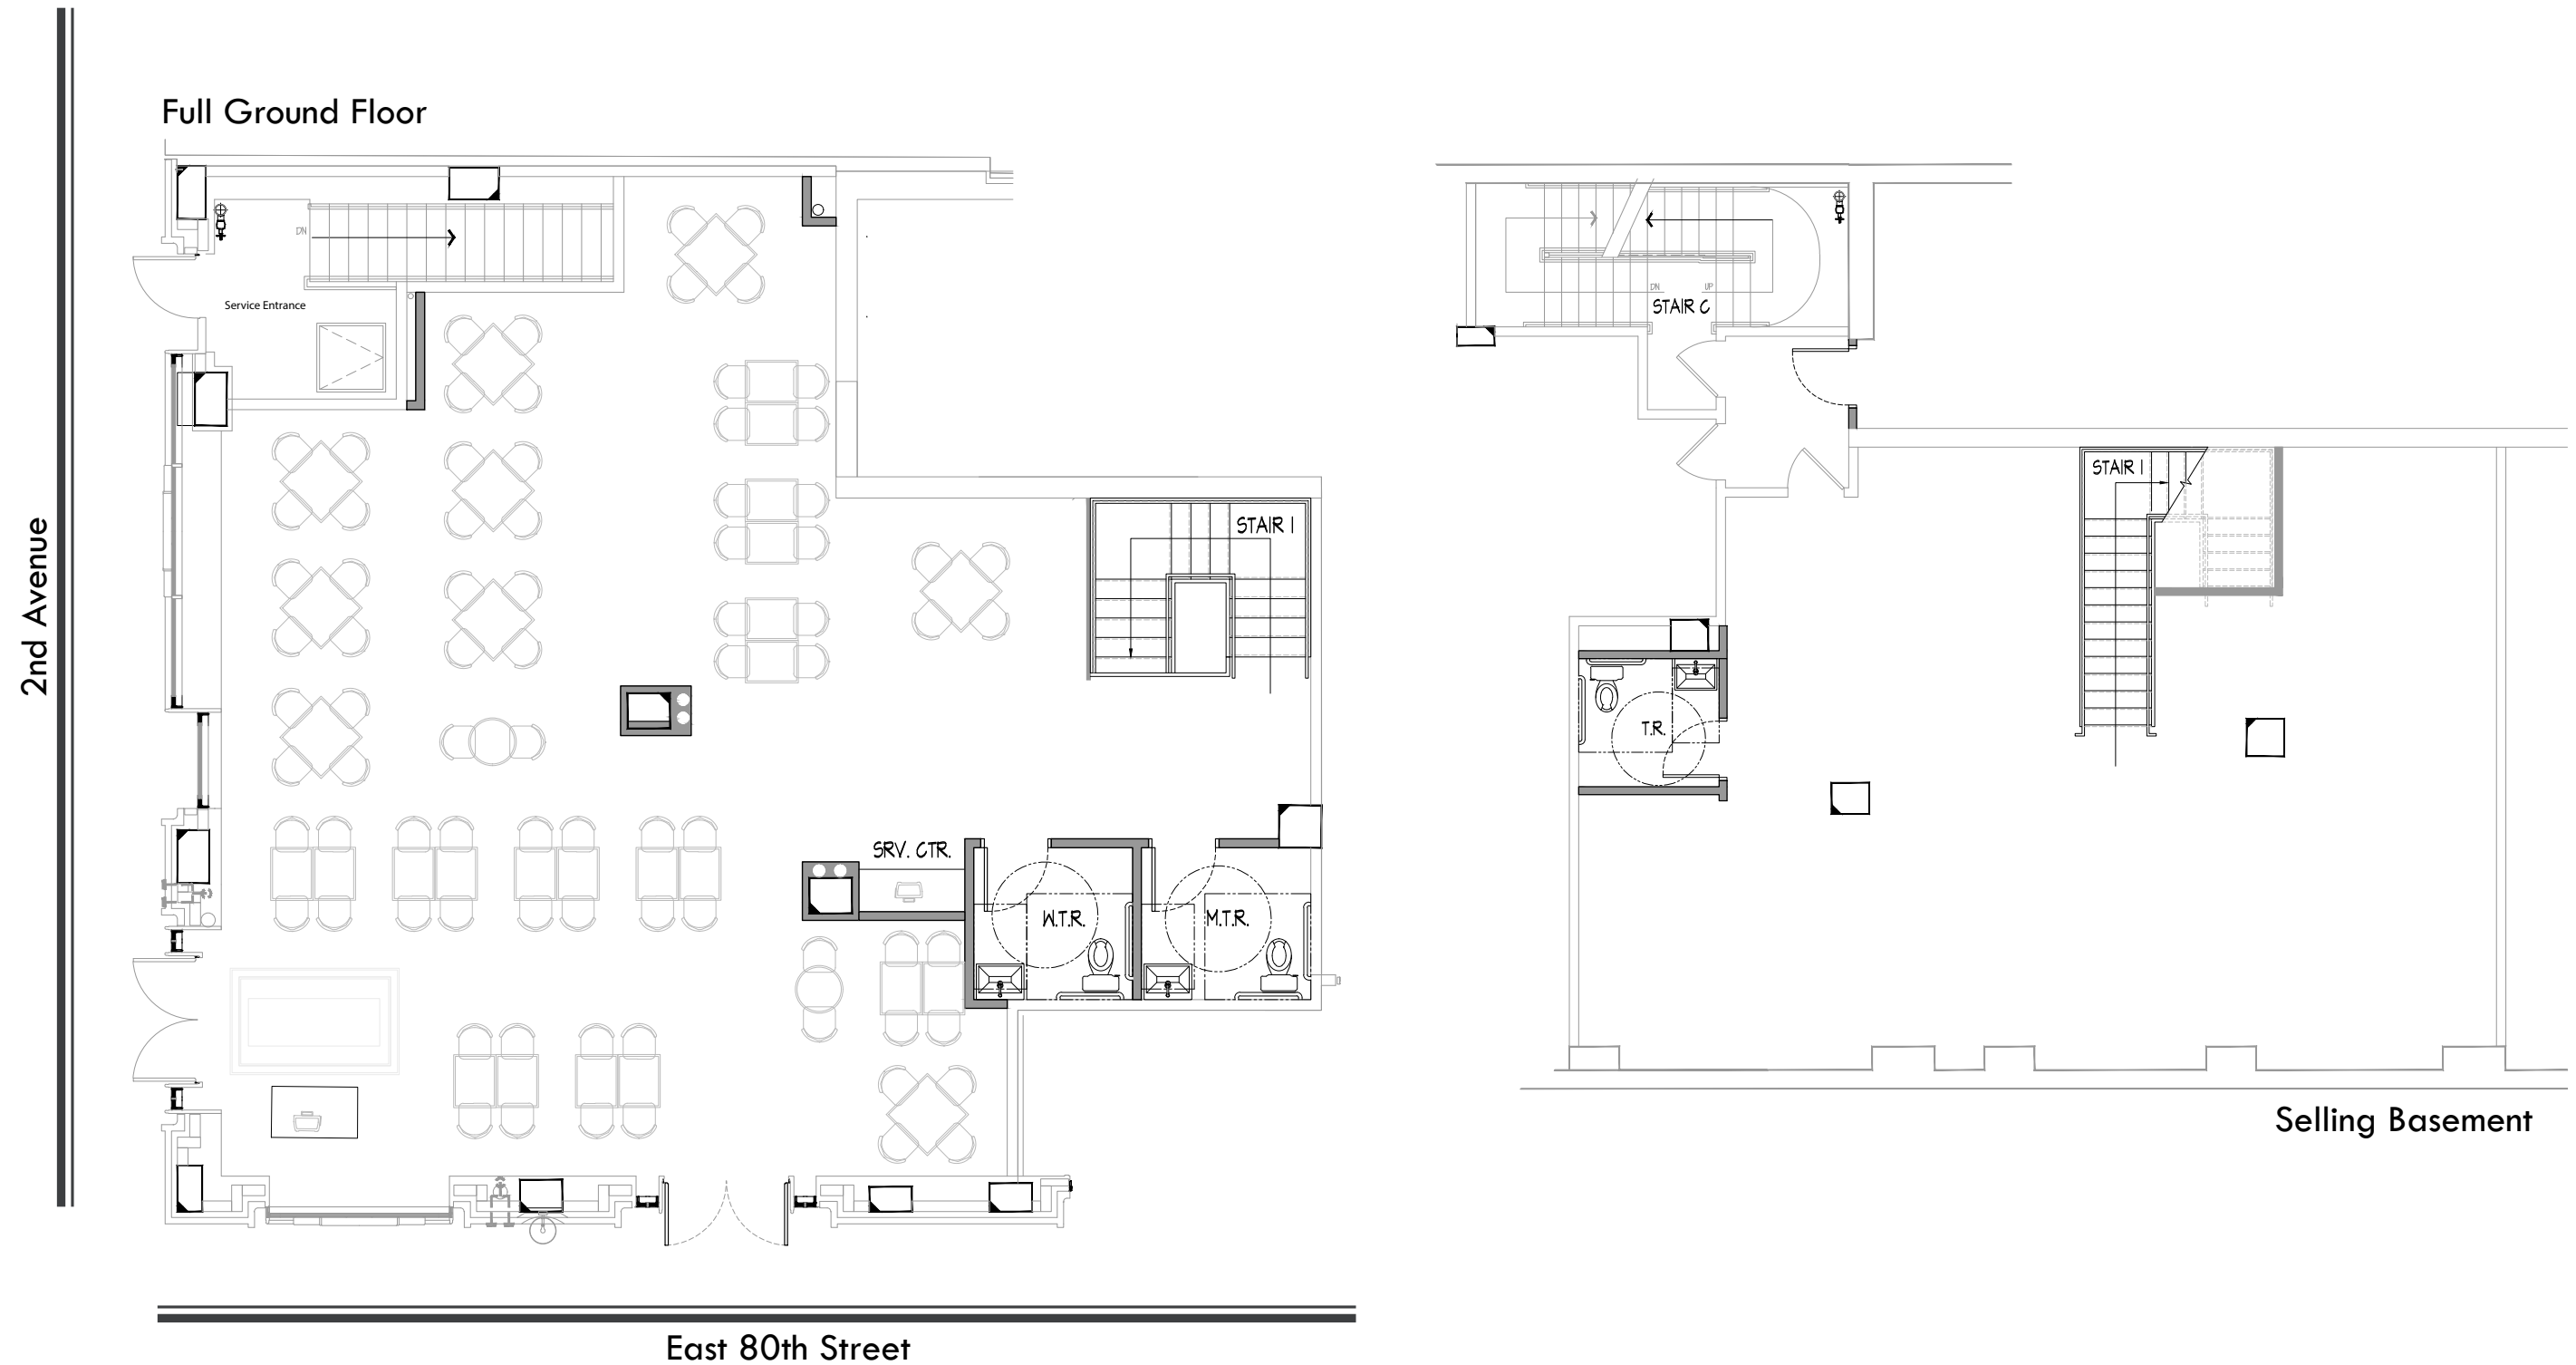 Full Ground Floor
DN
Service Entrance
2nd Avenue
STAIR 1
SRV. CTR.
W.T.R.
M.T.R.
East 80th Street
DN
UP
STAIR C
STAIR 1
T.R.
Selling Basement